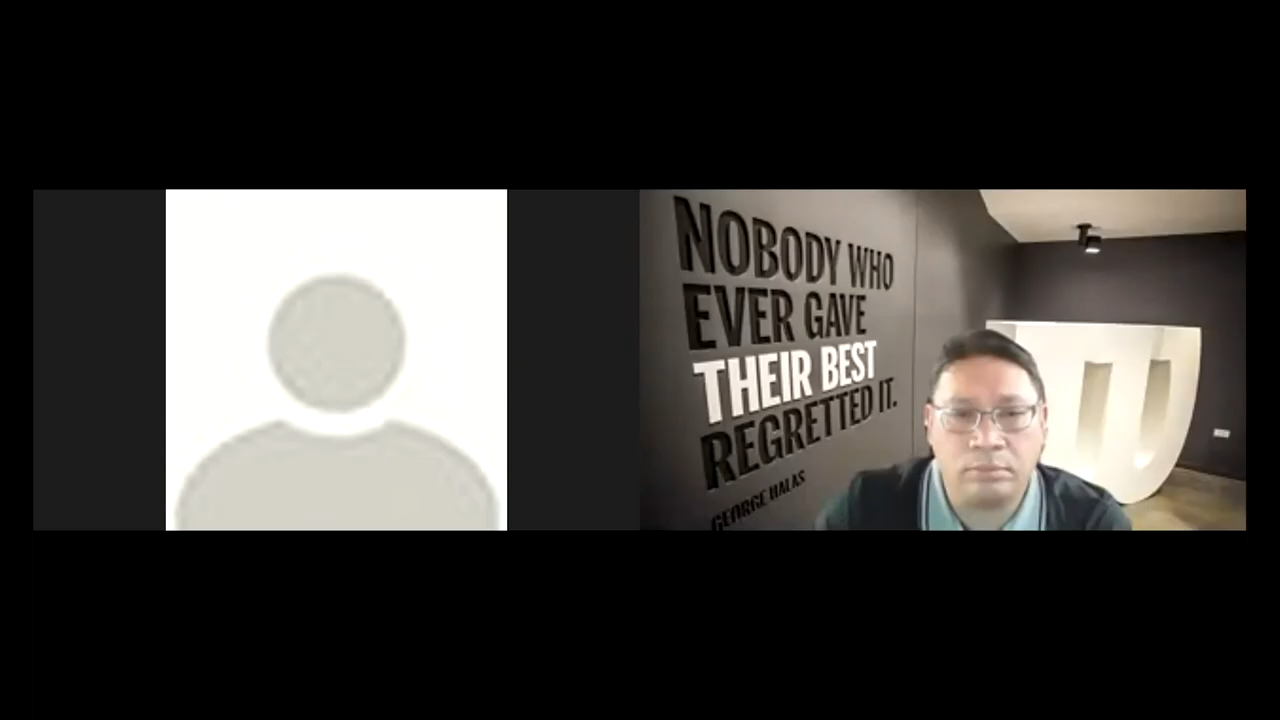 NOBODY WHO
EVER GAVE
THEIR BEST
REGRETTED IT.
GEORGE HALAS